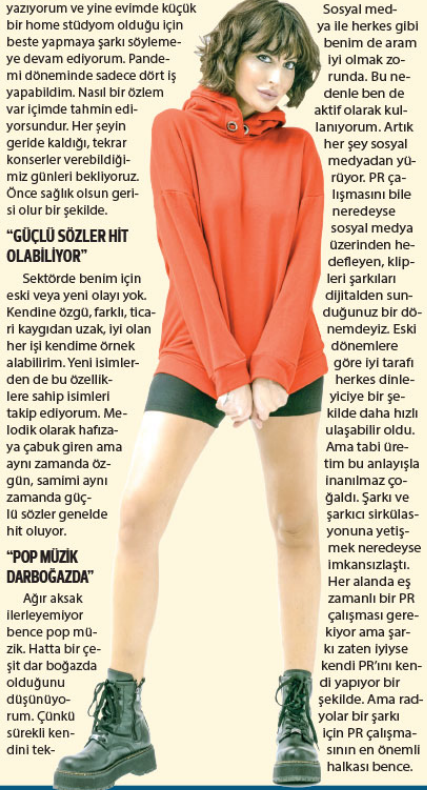 yazıyorum ve yine evimde küçük
bir home stüdyom olduğu için
beste yapmaya şarkı söyleme-
ye devam ediyorum. Pande-
mi döneminde sadece dört iş
yapabildim. Nasıl bir özlem
var içimde tahmin edi-
yorsundur. Her şeyin
geride kaldığı, tekrar
konserler verebildiği-
miz günleri bekliyoruz.
Önce sağlık olsun geri-
si olur bir şekilde.
“GÜÇLÜ SÖZLER HİT
OLABİLİYOR”
Sektörde benim için
eski veya yeni olayı yok.
Kendine özgü, farklı, tica-
ri kaygıdan uzak, iyi olan
her işi kendime örnek
alabilirim. Yeni isimler-
den de bu özellik-
lere sahip isimleri
takip ediyorum. Me-
lodik olarak hafıza-
ya çabuk giren ama
aynı zamanda öz-
gün, samimi aynı
zamanda güç-
lü sözler genelde
hit oluyor.
“POP MÜZİK
DARBOĞAZDA”
Ağır aksak
ilerleyemiyor
bence pop mü-
zik. Hatta bir çe-
şit dar boğazda
olduğunu
düşünüyo-
rum. Çünkü
sürekli ken-
dini tek-
Sosyal med-
ya ile herkes gibi
benim de aram
iyi olmak zo-
runda. Bu ne-
denle ben de
aktif olarak kul-
lanıyorum. Artık
her şey sosyal
medyadan yü-
rüyor. PR ça-
lışmasını bile
neredeyse
sosyal medya
üzerinden he-
defleyen, klip-
leri şarkıları
dijitalden sun-
duğunuz bir dö-
nemdeyiz. Eski
dönemlere
göre iyi tarafı
herkes dinle-
yiciye bir şe-
kilde daha hızlı
ulaşabilir oldu.
Ama tabi üre-
tim bu anlayışla
inanılmaz ço-
ğaldı. Şarkı ve
şarkıcı sirkülas-
yonuna yetiş-
mek neredeyse
imkansızlaştı.
Her alanda eş
zamanlı bir PR
çalışması gere-
kiyor ama şar-
kı zaten iyiyse
kendi PR’ını ken-
di yapıyor bir
şekilde. Ama rad-
yolar bir şarkı
için PR çalışma-
sının en önemli
halkası bence.